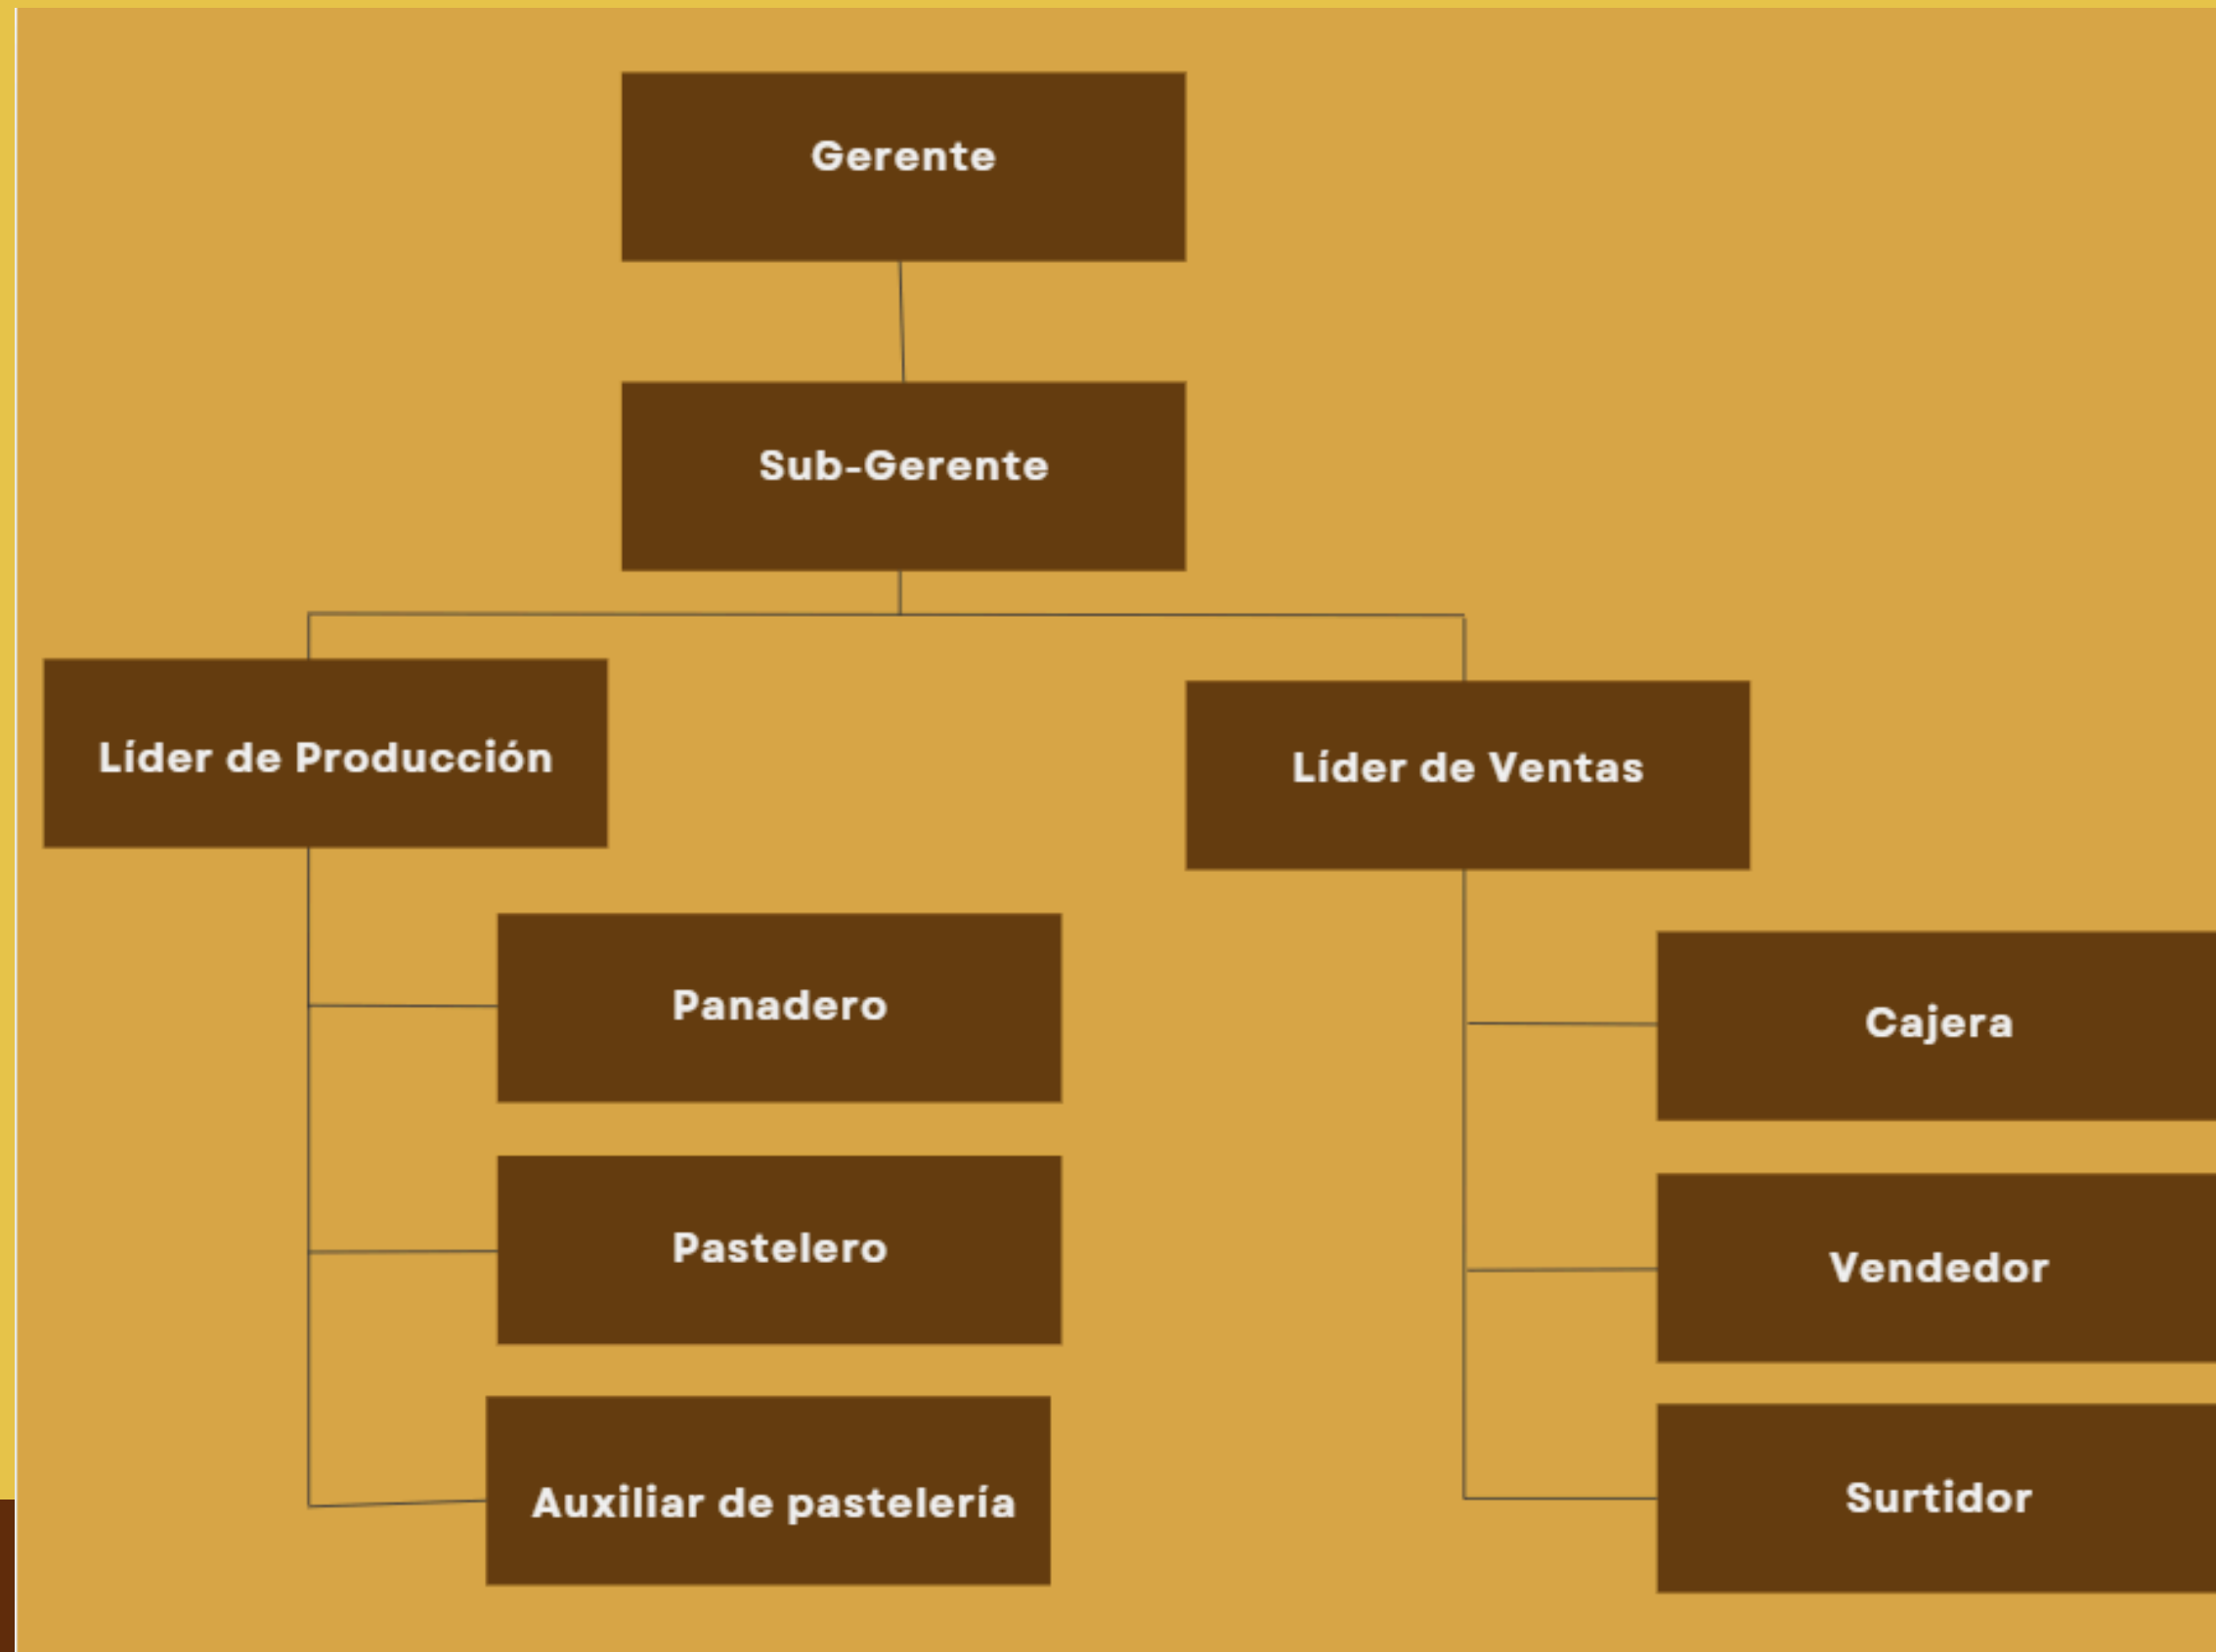 Gerente
Sub-Gerente
Líder de Producción
Líder de Ventas
Panadero
Cajera
Pastelero
Vendedor
Auxiliar de pastelería
Surtidor